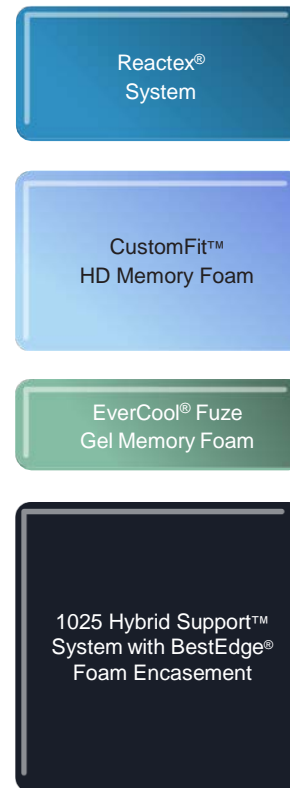 Reactex®
System
CustomFit™
HD Memory Foam
EverCool® Fuze
Gel Memory Foam
1025 Hybrid Support™
System with BestEdge®
Foam Encasement